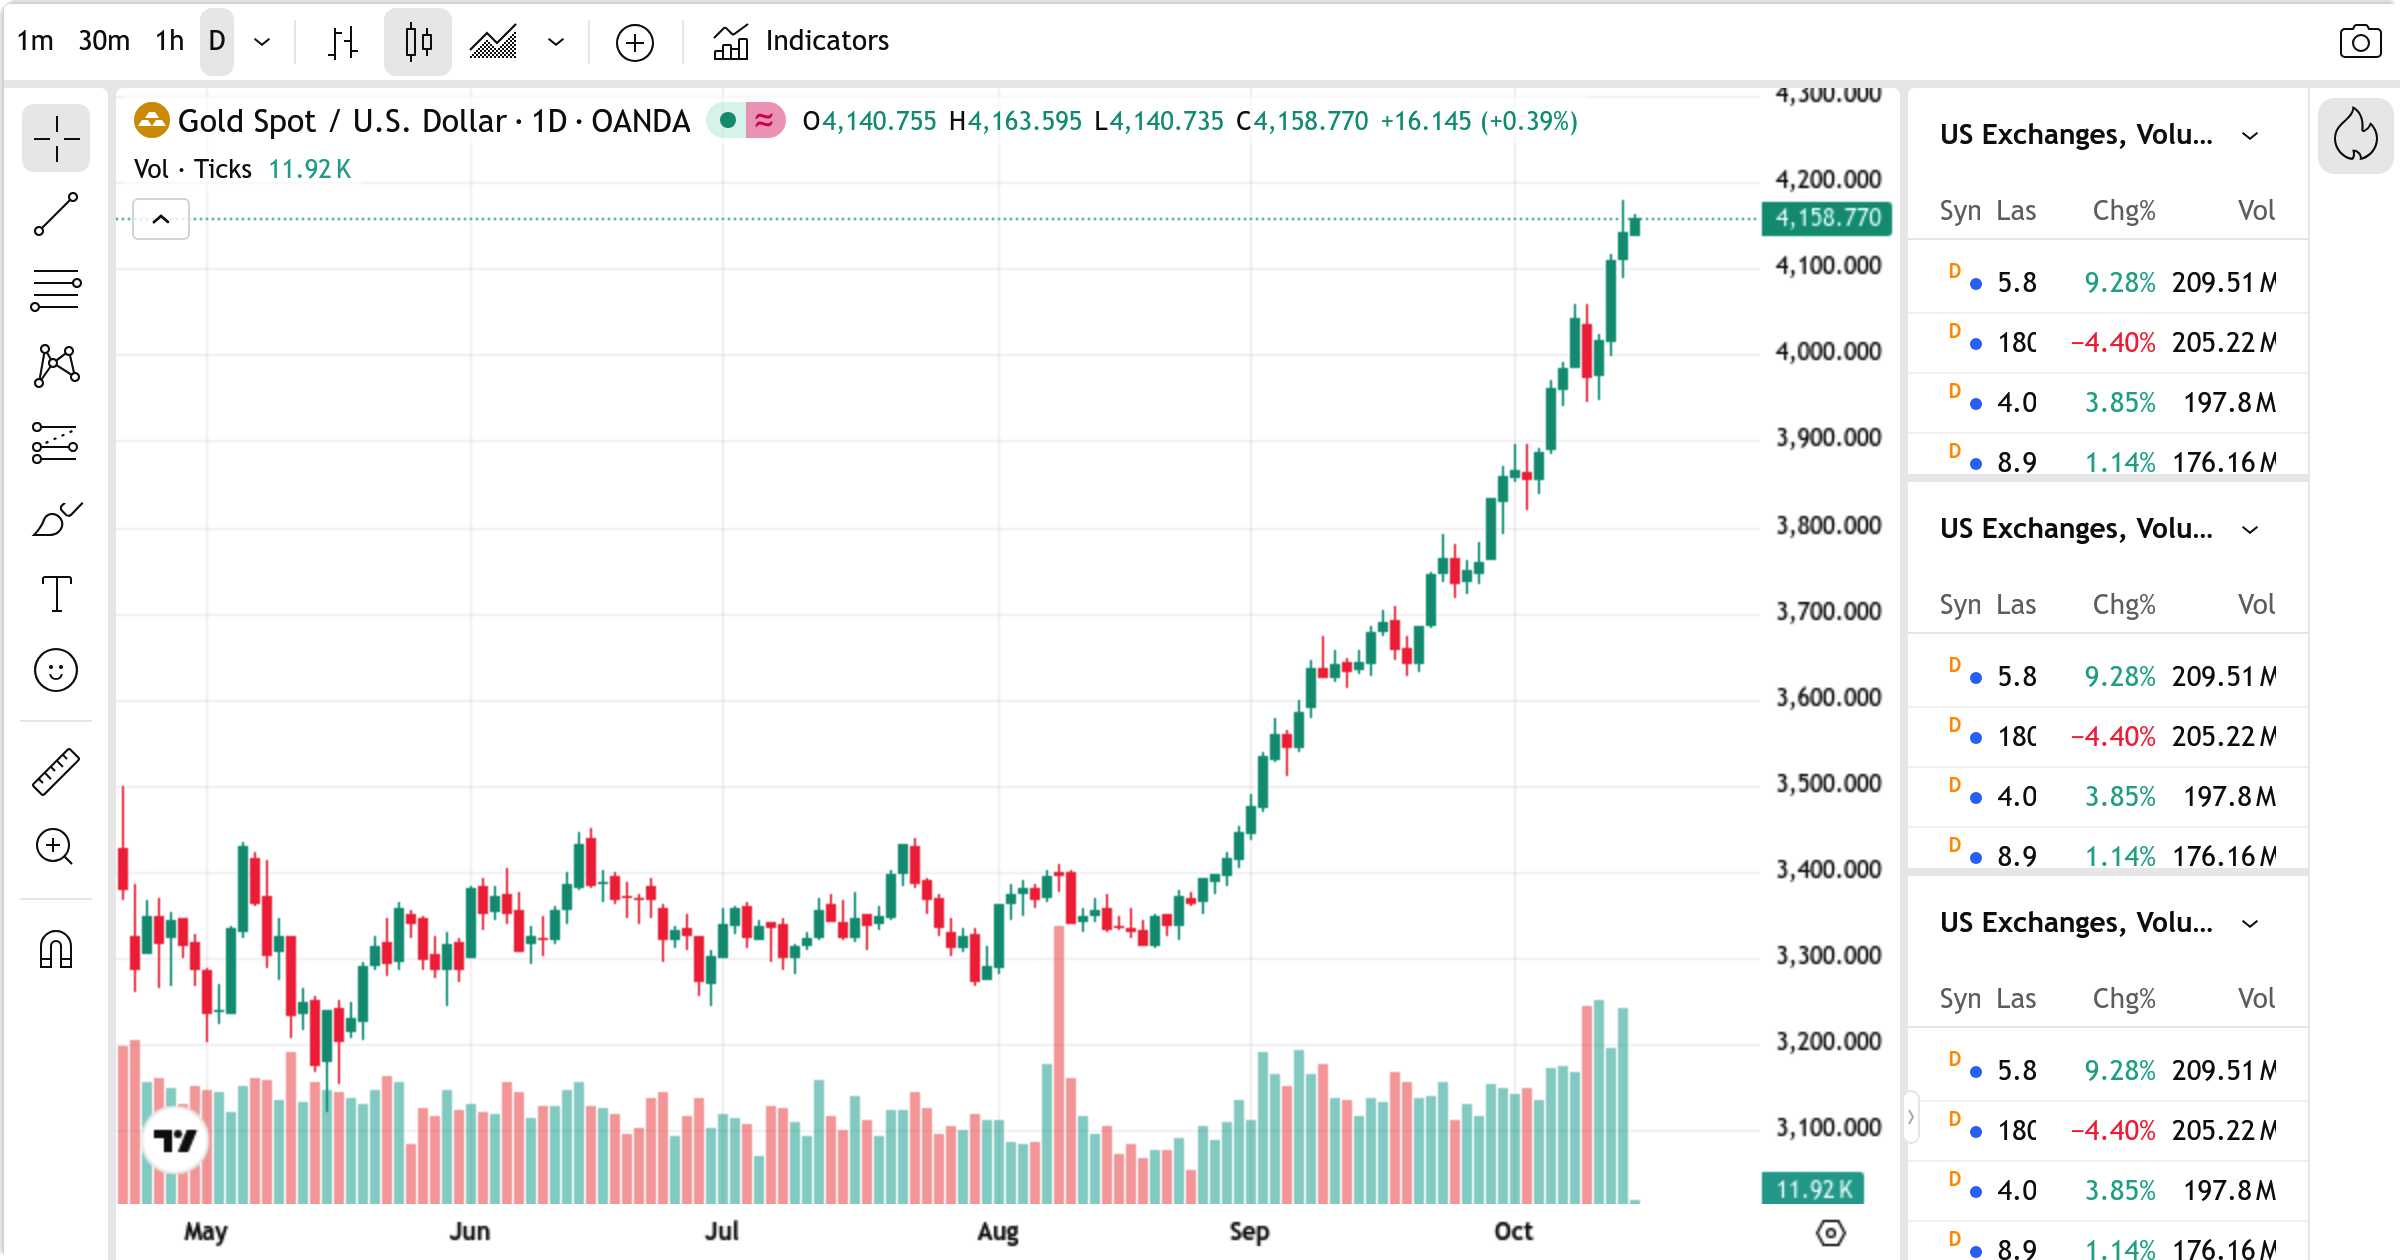 1m 30m 1h D Indicators
Gold Spot / U.S. Dollar · 1D · OANDA O4,140.755 H4,163.595 L4,140.735 C4,158.770 +16.145 (+0.39%)
Vol · Ticks 11.92 K
4,300.000
4,200.000
4,158.770
4,100.000
4,000.000
3,900.000
3,800.000
3,700.000
3,600.000
3,500.000
3,400.000
3,300.000
3,200.000
3,100.000
11.92 K
May Jun Jul Aug Sep Oct
US Exchanges, Volu...
Syn Las Chg% Vol
D 5.8 9.28% 209.51 M
D 180 −4.40% 205.22 M
D 4.0 3.85% 197.8 M
D 8.9 1.14% 176.16 M
US Exchanges, Volu...
Syn Las Chg% Vol
D 5.8 9.28% 209.51 M
D 180 −4.40% 205.22 M
D 4.0 3.85% 197.8 M
D 8.9 1.14% 176.16 M
US Exchanges, Volu...
Syn Las Chg% Vol
D 5.8 9.28% 209.51 M
D 180 −4.40% 205.22 M
D 4.0 3.85% 197.8 M
D 8.9 1.14% 176.16 M